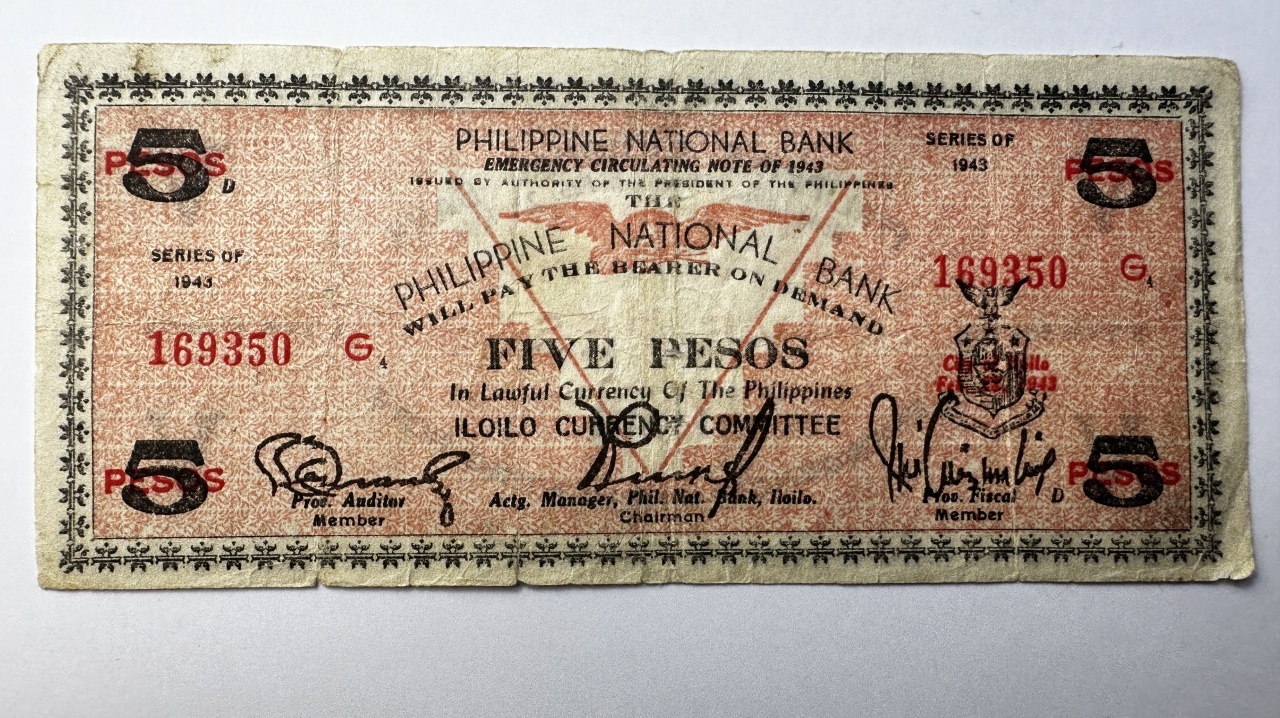 PHILIPPINE NATIONAL BANK
EMERGENCY CIRCULATING NOTE OF 1943
ISSUED BY AUTHORITY OF THE PRESIDENT OF THE PHILIPPINES
SERIES OF
1943
5
PESOS
D
5
PESOS
THE
PHILIPPINE NATIONAL BANK
WILL PAY THE BEARER ON DEMAND
SERIES OF
1943
169350 G4
169350 G4
FIVE PESOS
In Lawful Currency Of The Philippines
ILOILO CURRENCY COMMITTEE
Iloilo
1943
5
PESOS
Prov. Auditor
Member
Actg. Manager, Phil. Nat. Bank, Iloilo.
Chairman
Prov. Fiscal
Member
D
5
PESOS